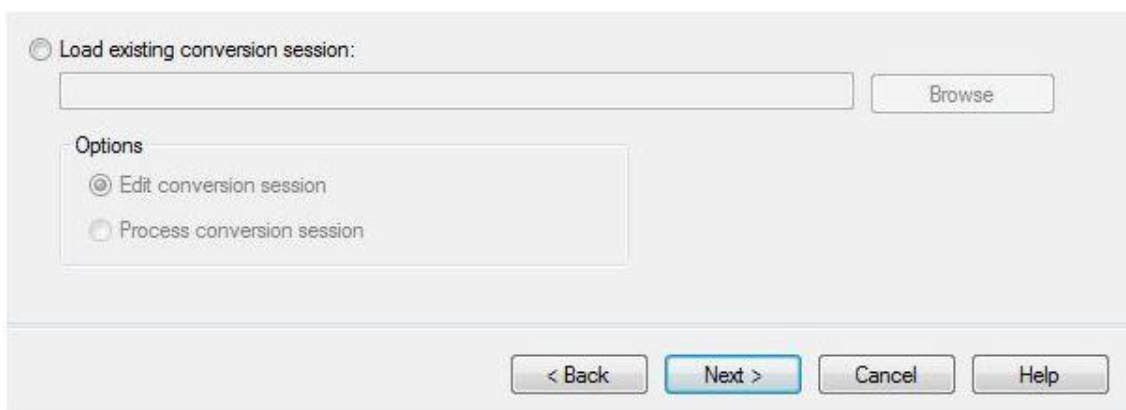 Load existing conversion session:
Browse
Options
Edit conversion session
Process conversion session
< Back Next > Cancel Help